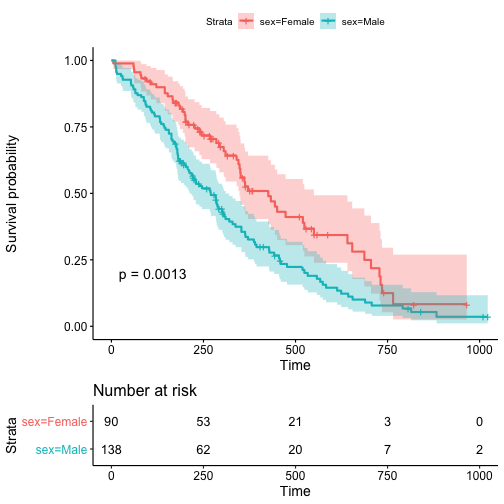 Strata sex=Female sex=Male
Survival probability
1.00
0.75
0.50
0.25
0.00
p = 0.0013
0 250 500 750 1000
Time
Number at risk
Strata
sex=Female 90 53 21 3 0
sex=Male 138 62 20 7 2
0 250 500 750 1000
Time